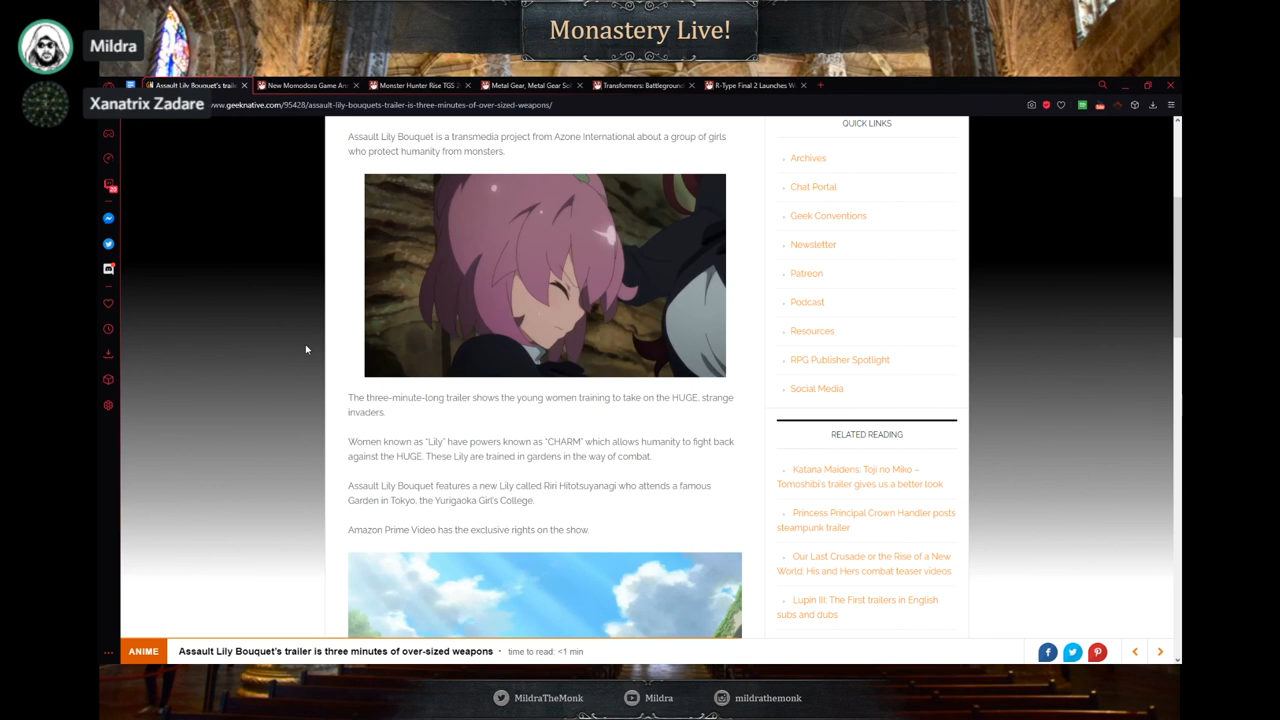 Monastery Live!
Mildra
Xanatrix Zadare
Assault Lily Bouquet's traile
New Momodora Game Ann
Monster Hunter Rise TGS 2
Metal Gear, Metal Gear Sol
Transformers: Battleground
R-Type Final 2 Launches W
www.geeknative.com/95428/assault-lily-bouquets-trailer-is-three-minutes-of-over-sized-weapons/
Assault Lily Bouquet is a transmedia project from Azone International about a group of girls
who protect humanity from monsters.
The three-minute-long trailer shows the young women training to take on the HUGE, strange
invaders.
Women known as "Lily" have powers known as "CHARM" which allows humanity to fight back
against the HUGE. These Lily are trained in gardens in the way of combat.
Assault Lily Bouquet features a new Lily called Riri Hitotsuyanagi who attends a famous
Garden in Tokyo, the Yurigaoka Girl's College.
Amazon Prime Video has the exclusive rights on the show.
QUICK LINKS
Archives
Chat Portal
Geek Conventions
Newsletter
Patreon
Podcast
Resources
RPG Publisher Spotlight
Social Media
RELATED READING
Katana Maidens: Toji no Miko –
Tomoshibi's trailer gives us a better look
Princess Principal Crown Handler posts
steampunk trailer
Our Last Crusade or the Rise of a New
World: His and Hers combat teaser videos
Lupin III: The First trailers in English
subs and dubs
ANIME
Assault Lily Bouquet's trailer is three minutes of over-sized weapons • time to read: <1 min
MildraTheMonk
Mildra
mildrathemonk